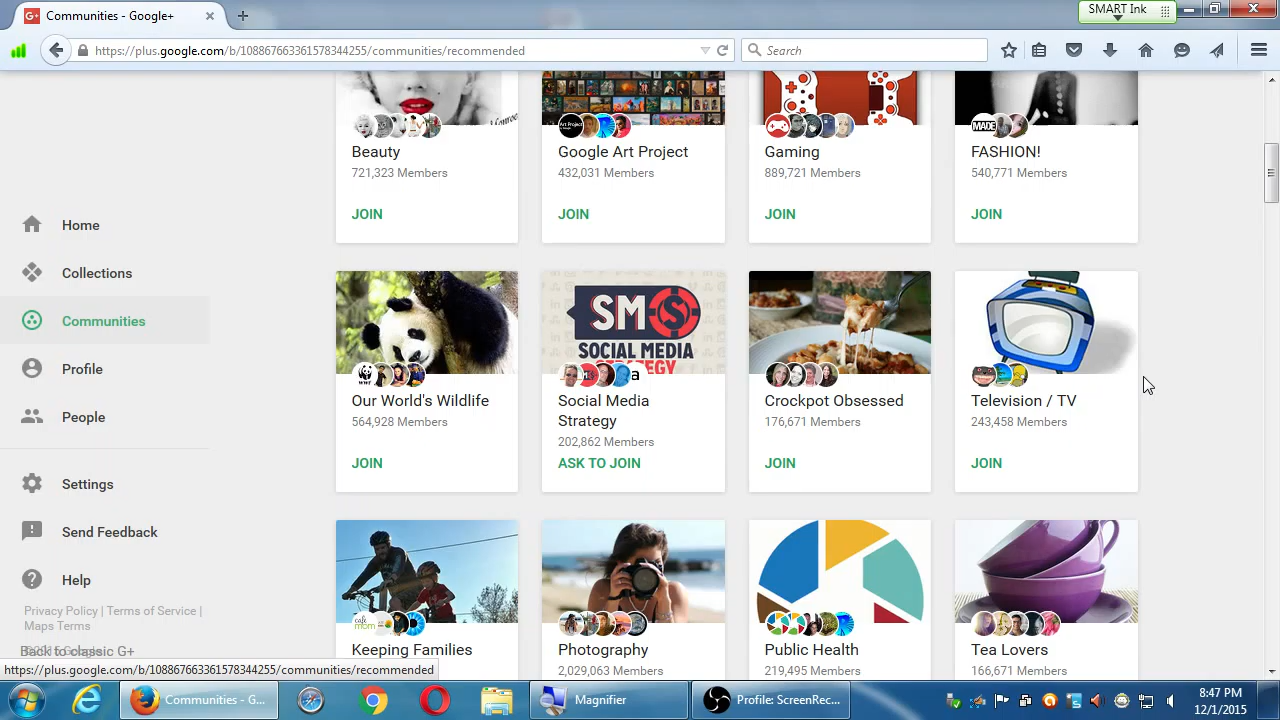 Communities - Google+
SMART Ink
https://plus.google.com/b/108867663361578344255/communities/recommended
Search
Beauty
721,323 Members
JOIN
Google Art Project
432,031 Members
JOIN
Gaming
889,721 Members
JOIN
MADE
FASHION!
540,771 Members
JOIN
Home
Collections
Communities
Profile
People
Settings
Send Feedback
Help
Privacy Policy | Terms of Service |
Maps Terms
Back to classic G+
WWF
Our World's Wildlife
564,928 Members
JOIN
SMS
SOCIAL MEDIA
STRATEGY
Social Media
Strategy
202,862 Members
ASK TO JOIN
Crockpot Obsessed
176,671 Members
JOIN
Television / TV
243,458 Members
JOIN
Keeping Families
Photography
2,029,063 Members
Public Health
219,495 Members
Tea Lovers
166,671 Members
https://plus.google.com/b/108867663361578344255/communities/recommended
Communities - G...
Magnifier
Profile: ScreenRec...
8:47 PM
12/1/2015